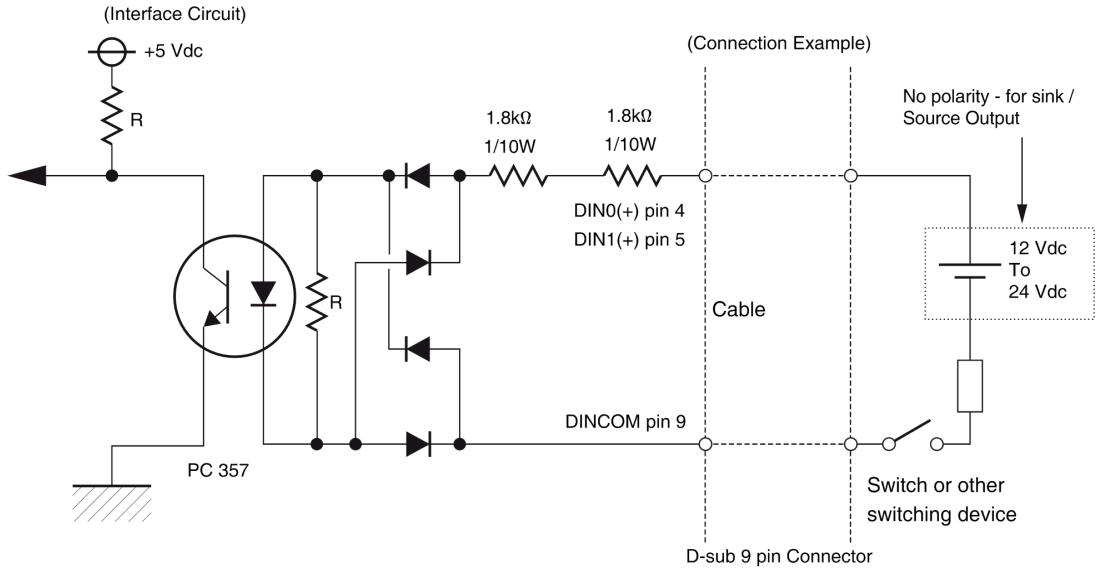 (Interface Circuit)
+5 Vdc
R
(Connection Example)
No polarity - for sink /
Source Output
1.8kΩ
1/10W
1.8kΩ
1/10W
DIN0(+) pin 4
DIN1(+) pin 5
12 Vdc
To
24 Vdc
R
Cable
DINCOM pin 9
PC 357
Switch or other
switching device
D-sub 9 pin Connector